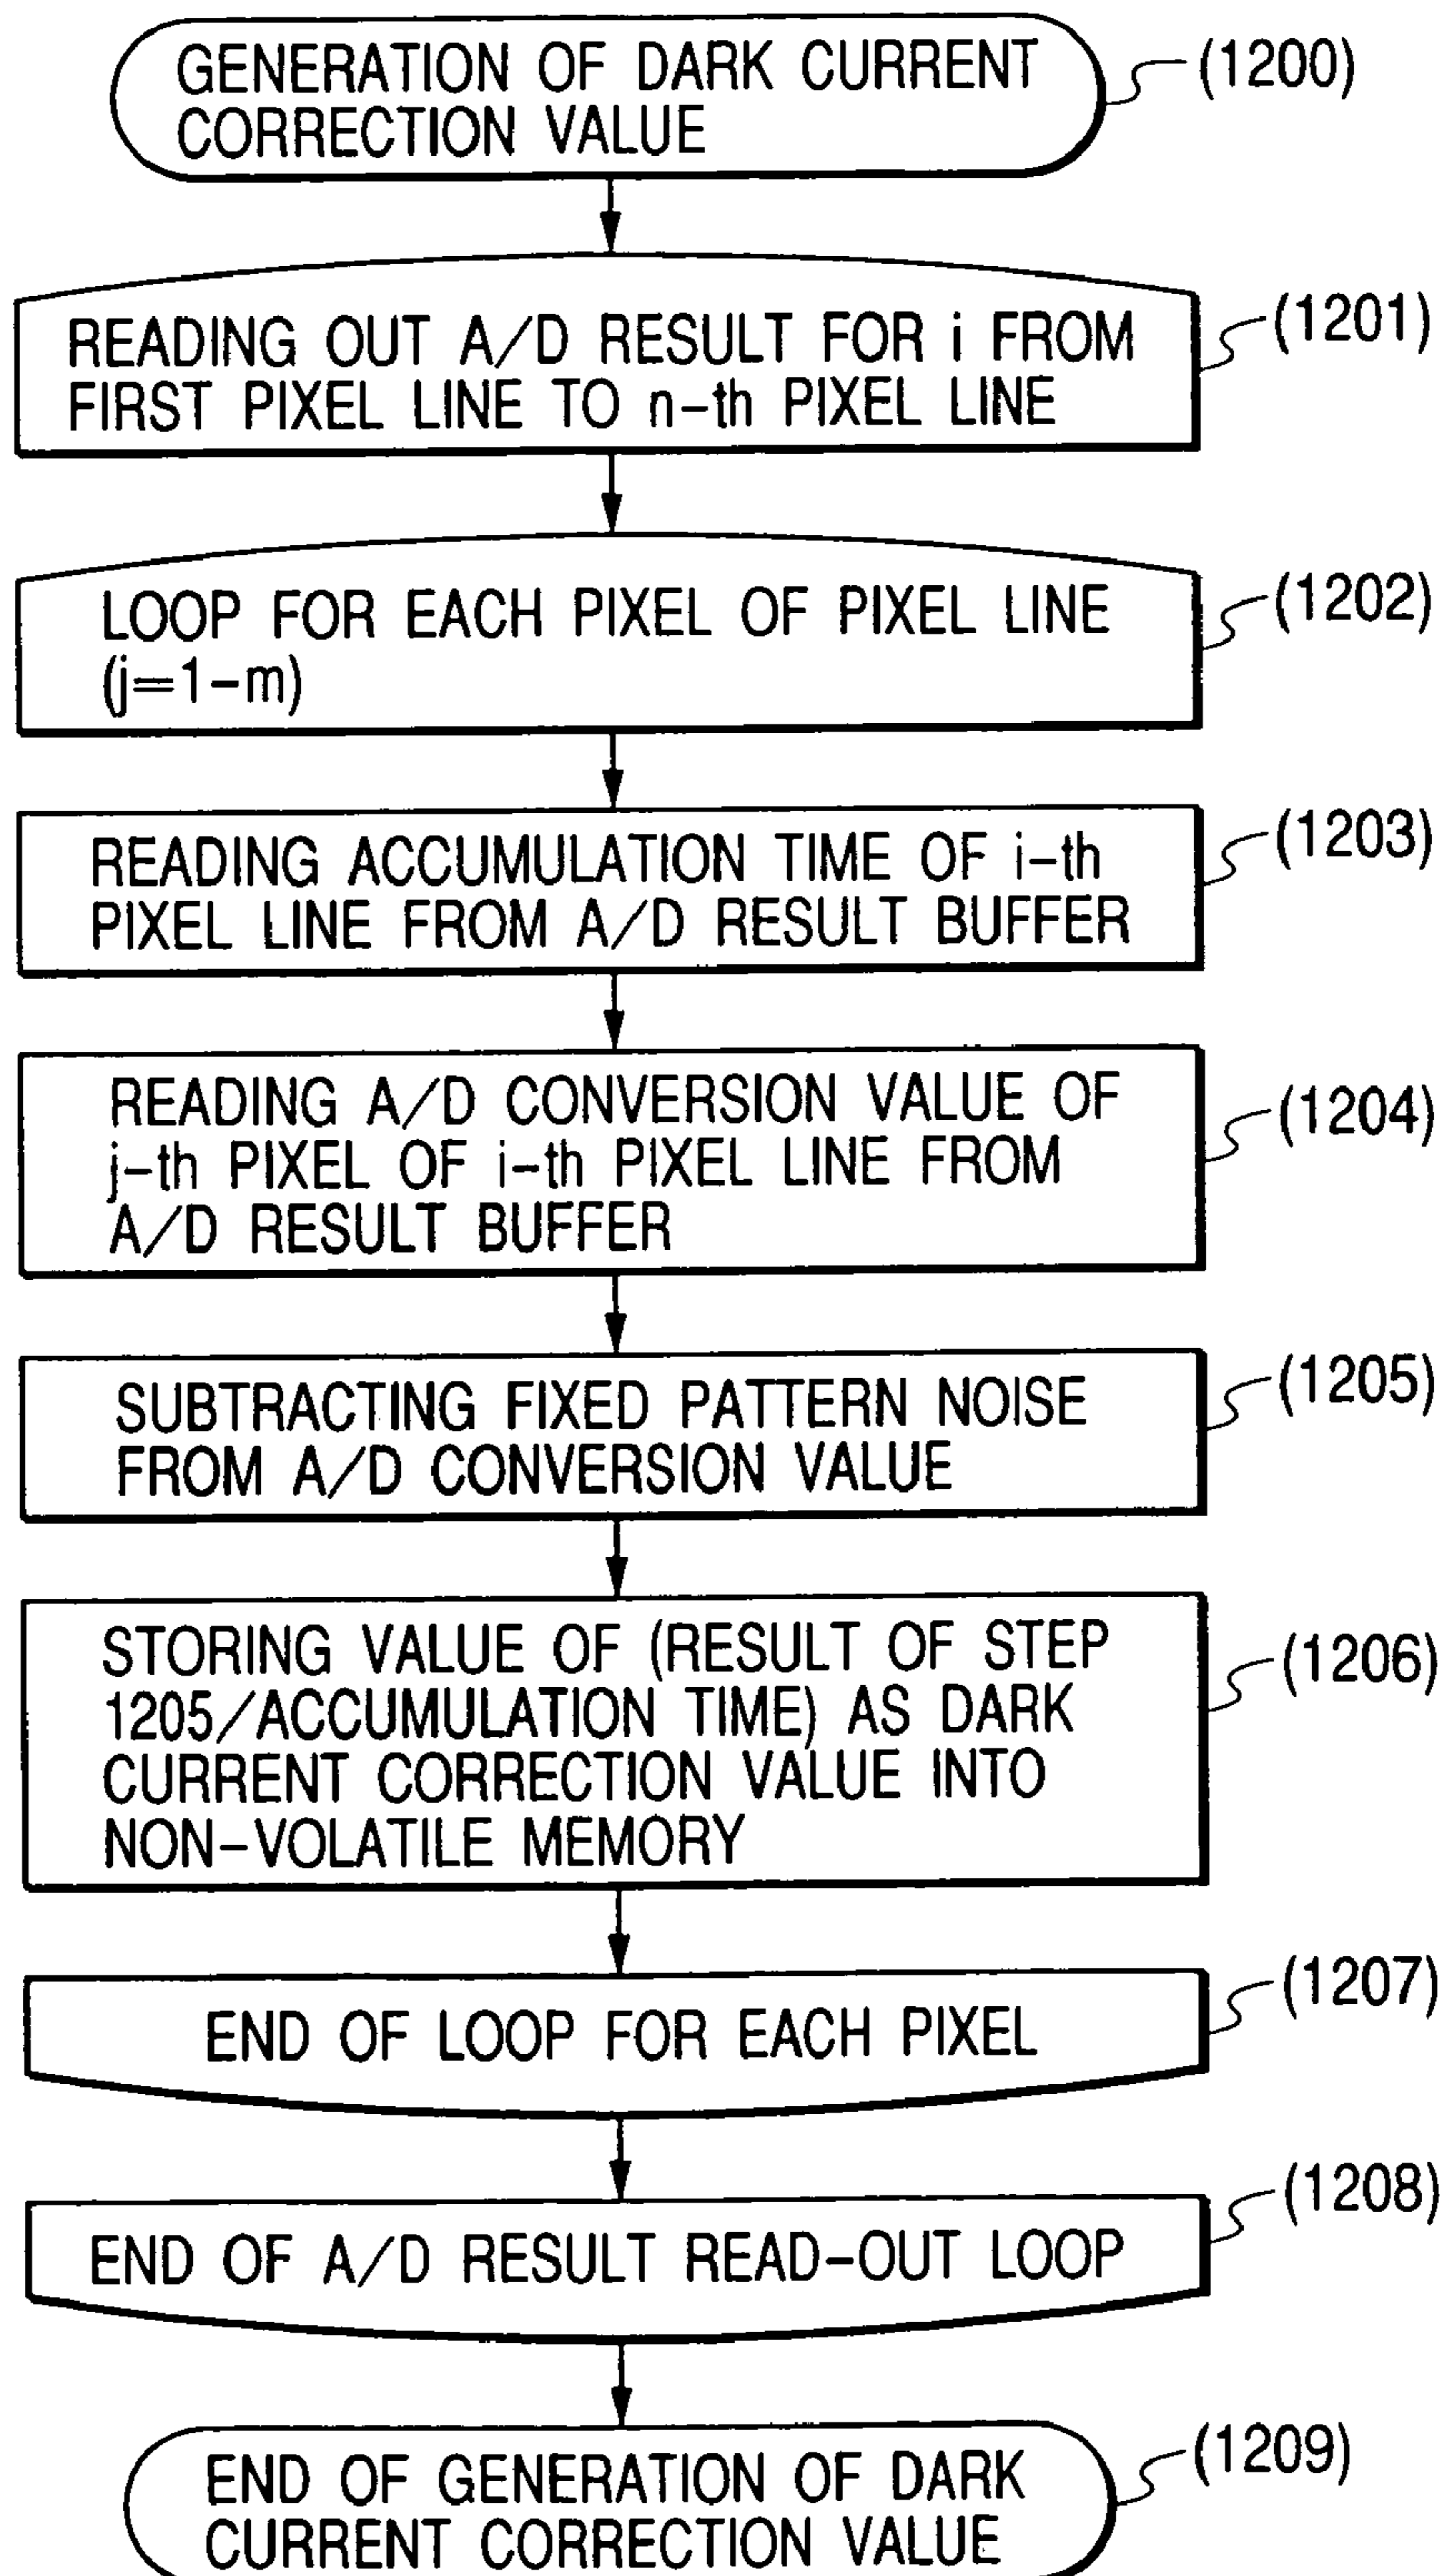 GENERATION OF DARK CURRENT
CORRECTION VALUE
(1200)
READING OUT A/D RESULT FOR i FROM
FIRST PIXEL LINE TO n-th PIXEL LINE
(1201)
LOOP FOR EACH PIXEL OF PIXEL LINE
(j=1-m)
(1202)
READING ACCUMULATION TIME OF i-th
PIXEL LINE FROM A/D RESULT BUFFER
(1203)
READING A/D CONVERSION VALUE OF
j-th PIXEL OF i-th PIXEL LINE FROM
A/D RESULT BUFFER
(1204)
SUBTRACTING FIXED PATTERN NOISE
FROM A/D CONVERSION VALUE
(1205)
STORING VALUE OF (RESULT OF STEP
1205/ACCUMULATION TIME) AS DARK
CURRENT CORRECTION VALUE INTO
NON-VOLATILE MEMORY
(1206)
END OF LOOP FOR EACH PIXEL
(1207)
END OF A/D RESULT READ-OUT LOOP
(1208)
END OF GENERATION OF DARK
CURRENT CORRECTION VALUE
(1209)